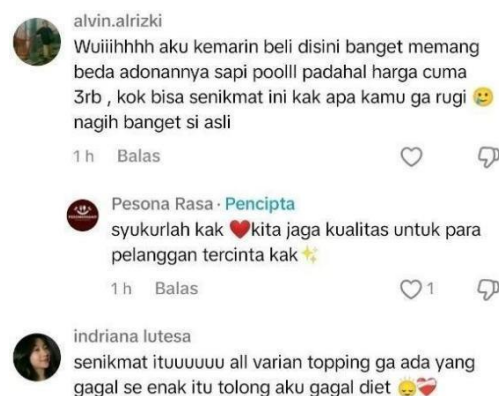 alvin.alrizki
Wuiiihhhh aku kemarin beli disini banget memang
beda adonannya sapi poolll padahal harga cuma
3rb , kok bisa senikmat ini kak apa kamu ga rugi 🥲
nagih banget si asli
1 h Balas
Pesona Rasa · Pencipta
syukurlah kak ❤️kita jaga kualitas untuk para
pelanggan tercinta kak✨
1 h Balas 1
indriana lutesa
senikmat ituuuuuu all varian topping ga ada yang
gagal se enak itu tolong aku gagal diet 😞❤️‍🩹